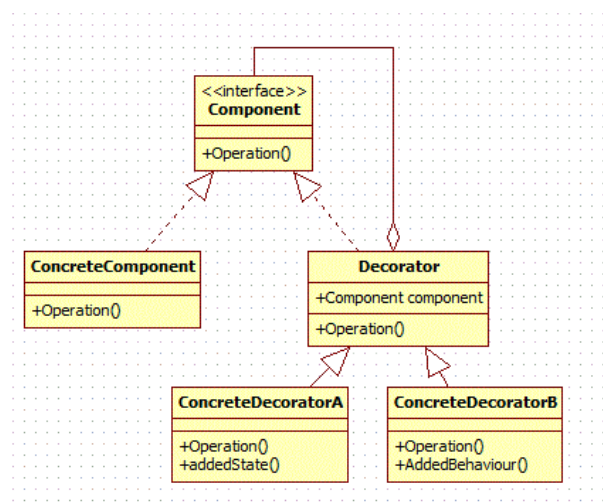 <<interface>>
Component
+Operation()
ConcreteComponent
+Operation()
Decorator
+Component component
+Operation()
ConcreteDecoratorA
+Operation()
+addedState()
ConcreteDecoratorB
+Operation()
+AddedBehaviour()